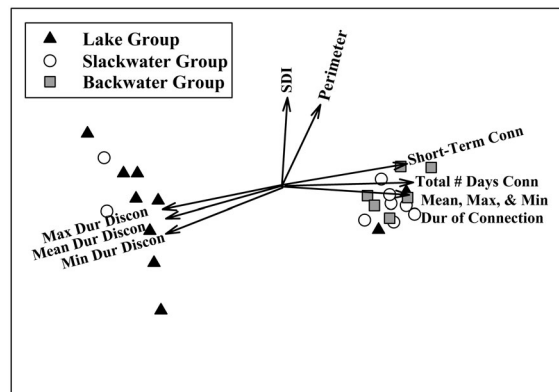 Lake Group
Slackwater Group
Backwater Group
SDI
Perimeter
Short-Term Conn
Total # Days Conn
Mean, Max, & Min
Dur of Connection
Max Dur Discon
Mean Dur Discon
Min Dur Discon